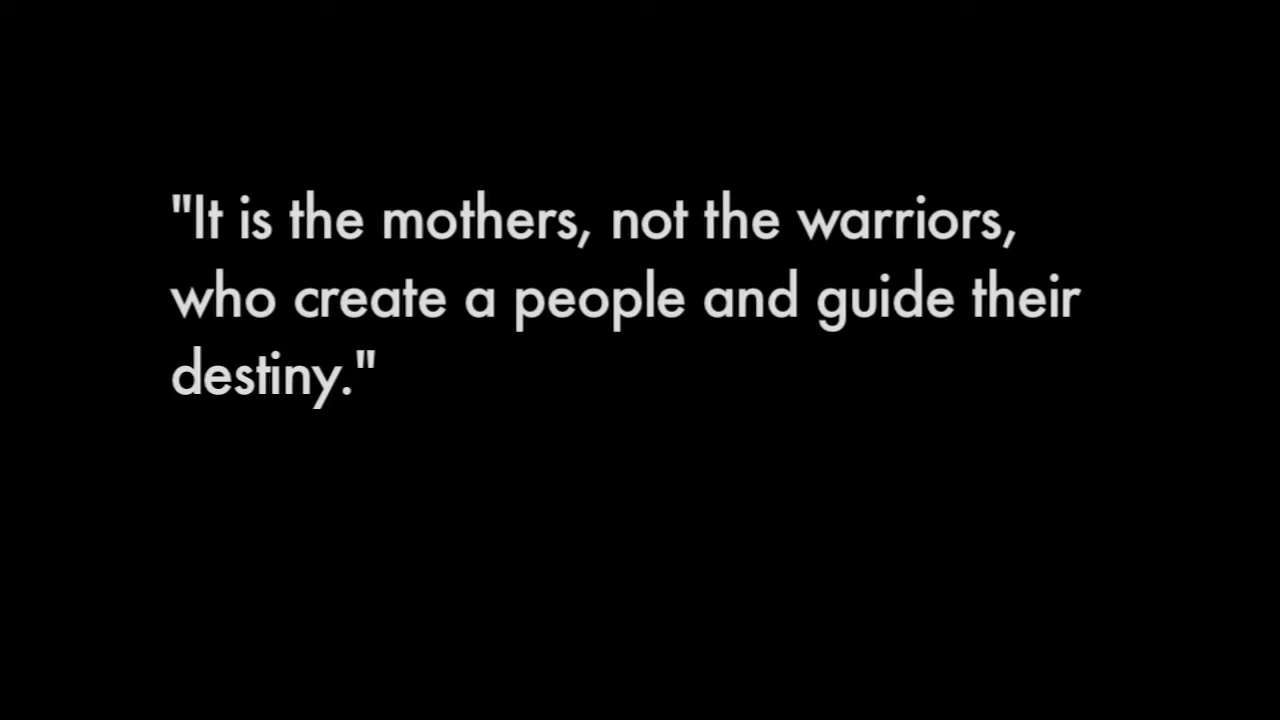 "It is the mothers, not the warriors,
who create a people and guide their
destiny."